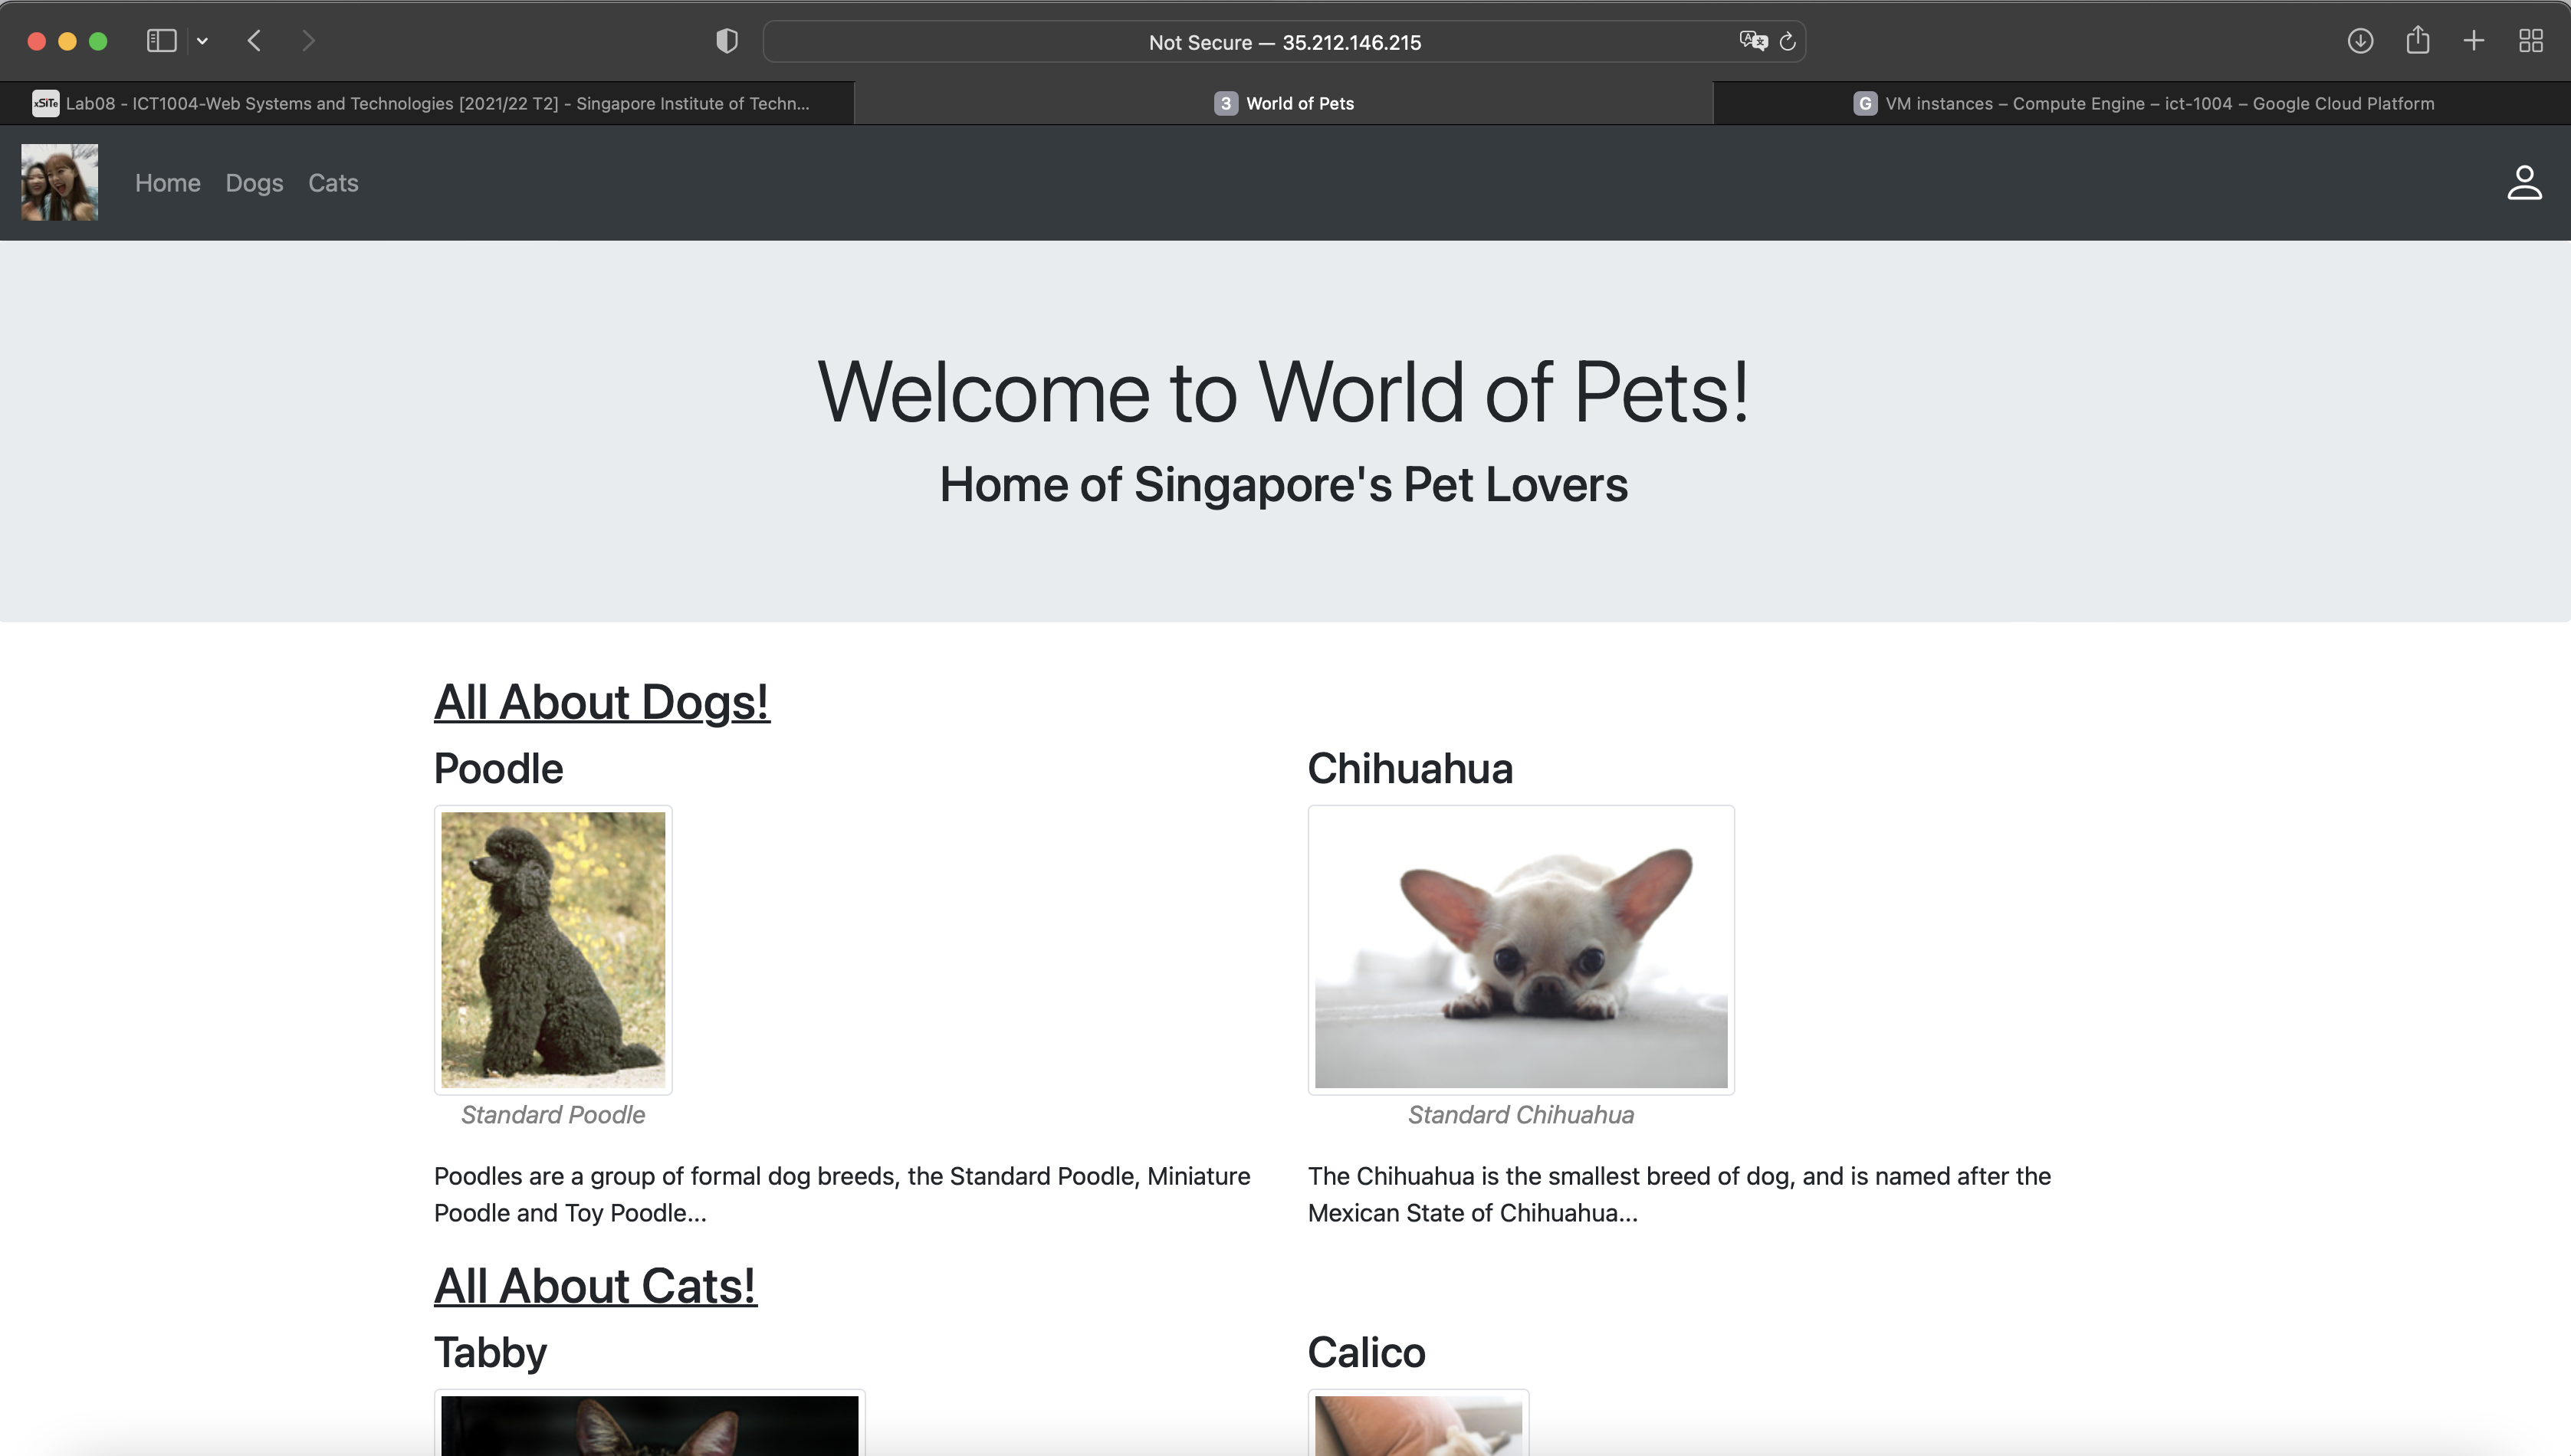 Not Secure — 35.212.146.215
xSiTe Lab08 - ICT1004-Web Systems and Technologies [2021/22 T2] - Singapore Institute of Techn...
3 World of Pets
G VM instances – Compute Engine – ict-1004 – Google Cloud Platform
Home Dogs Cats
Welcome to World of Pets!
Home of Singapore's Pet Lovers
All About Dogs!
Poodle
Standard Poodle
Poodles are a group of formal dog breeds, the Standard Poodle, Miniature
Poodle and Toy Poodle...
Chihuahua
Standard Chihuahua
The Chihuahua is the smallest breed of dog, and is named after the
Mexican State of Chihuahua...
All About Cats!
Tabby
Calico